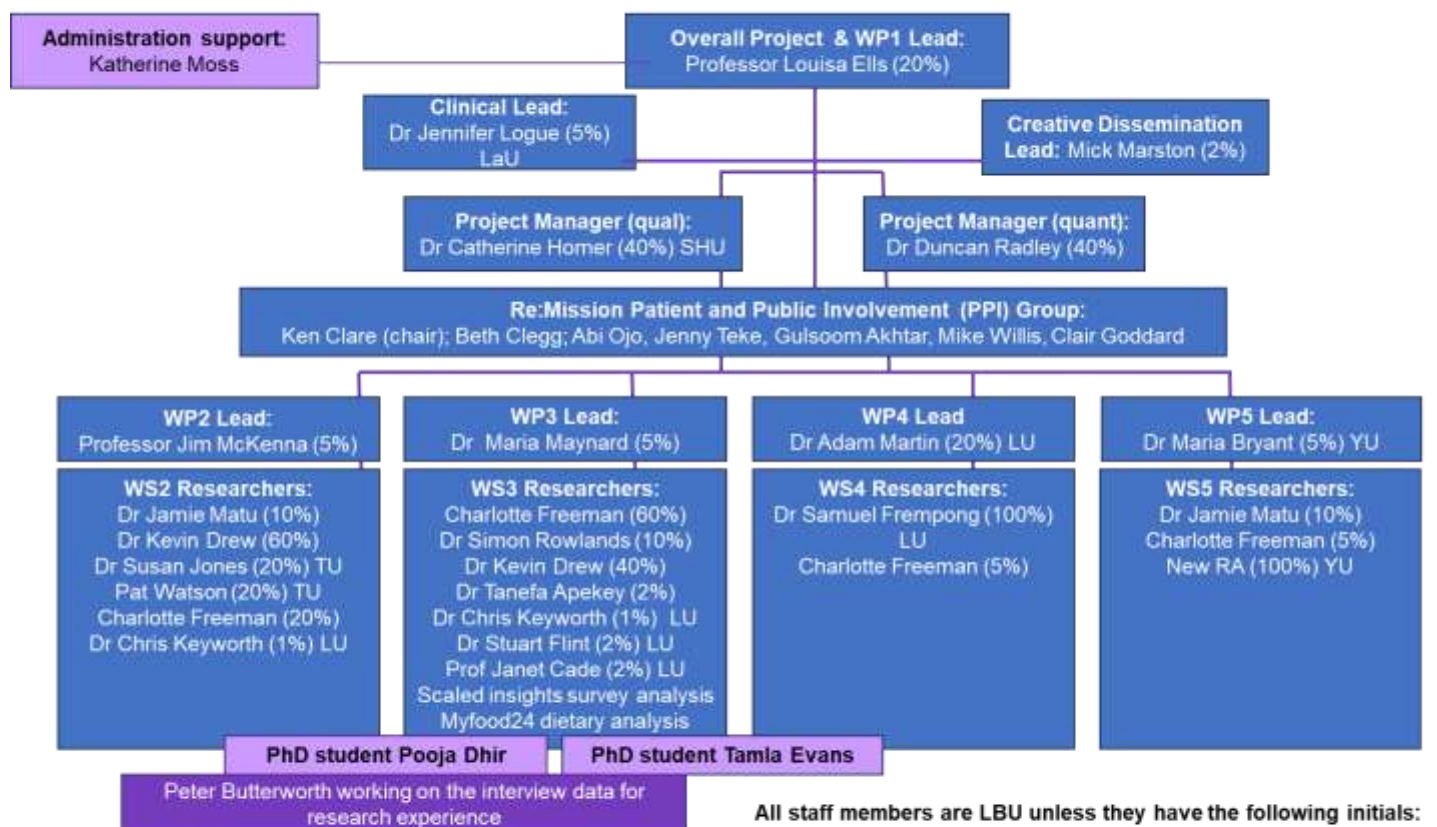 Administration support:
Katherine Moss
Overall Project & WP1 Lead:
Professor Louisa Ells (20%)
Clinical Lead:
Dr Jennifer Logue (5%)
LaU
Creative Dissemination
Lead: Mick Marston (2%)
Project Manager (qual):
Dr Catherine Homer (40%) SHU
Project Manager (quant):
Dr Duncan Radley (40%)
Re:Mission Patient and Public Involvement (PPI) Group:
Ken Clare (chair); Beth Clegg; Abi Ojo, Jenny Teke, Gulsoom Akhtar, Mike Willis, Clair Goddard
WP2 Lead:
Professor Jim McKenna (5%)
WP3 Lead:
Dr Maria Maynard (5%)
WP4 Lead
Dr Adam Martin (20%) LU
WP5 Lead:
Dr Maria Bryant (5%) YU
WS2 Researchers:
Dr Jamie Matu (10%)
Dr Kevin Drew (60%)
Dr Susan Jones (20%) TU
Pat Watson (20%) TU
Charlotte Freeman (20%)
Dr Chris Keyworth (1%) LU
WS3 Researchers:
Charlotte Freeman (60%)
Dr Simon Rowlands (10%)
Dr Kevin Drew (40%)
Dr Tanefa Apekey (2%)
Dr Chris Keyworth (1%) LU
Dr Stuart Flint (2%) LU
Prof Janet Cade (2%) LU
Scaled insights survey analysis
Myfood24 dietary analysis
WS4 Researchers:
Dr Samuel Frempong (100%)
LU
Charlotte Freeman (5%)
WS5 Researchers:
Dr Jamie Matu (10%)
Charlotte Freeman (5%)
New RA (100%) YU
PhD student Pooja Dhir
PhD student Tamla Evans
Peter Butterworth working on the interview data for
research experience
All staff members are LBU unless they have the following initials: